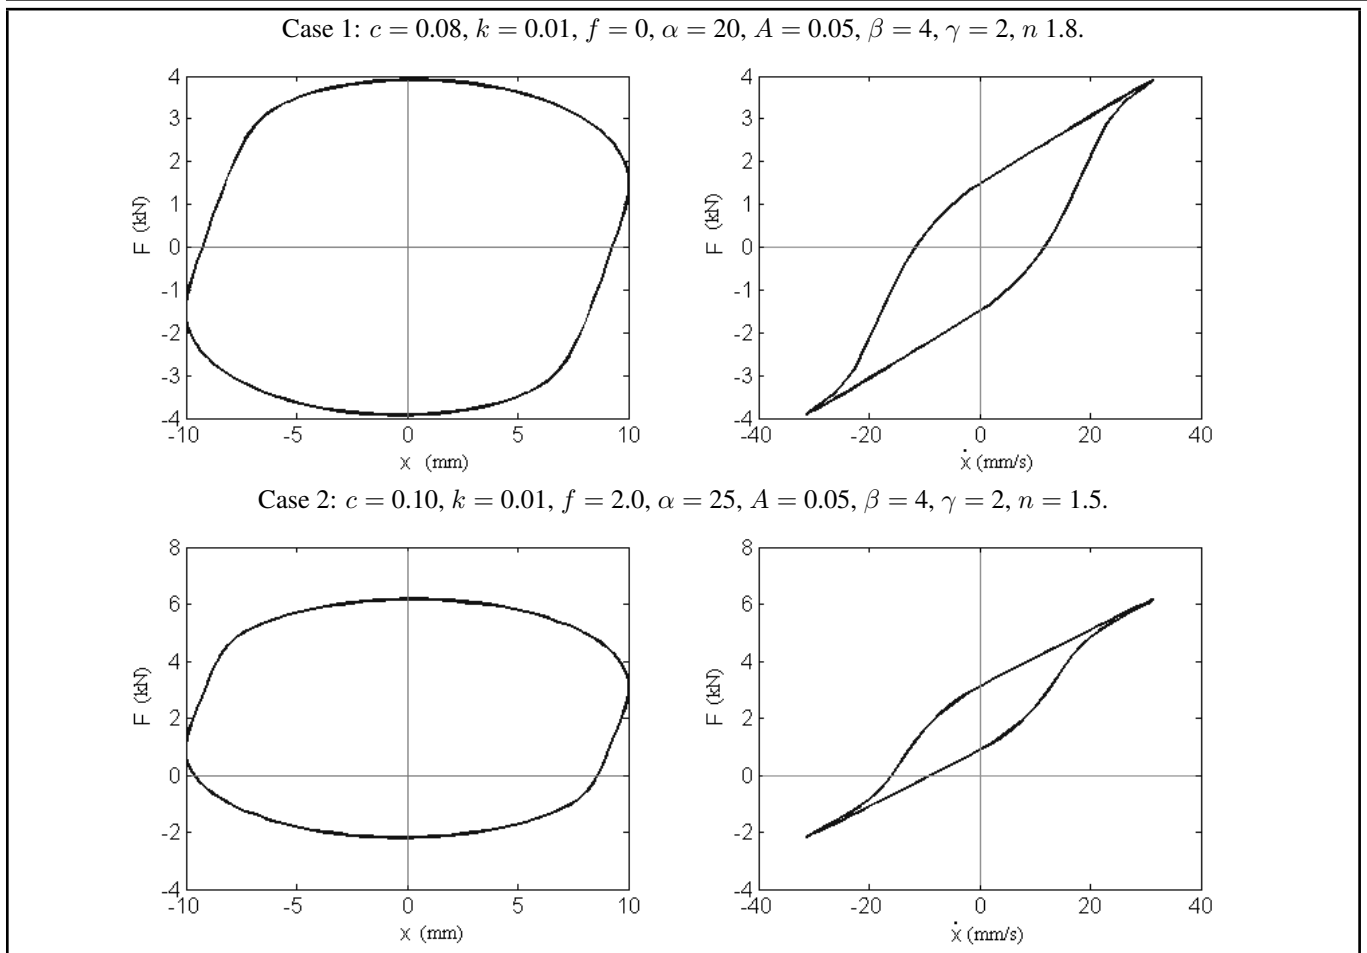 Case 1: c = 0.08, k = 0.01, f = 0, α = 20, A = 0.05, β = 4, γ = 2, n 1.8.
4
3
2
1
0
-1
-2
-3
-4
F (kN)
-10 -5 0 5 10
x (mm)
4
3
2
1
0
-1
-2
-3
-4
F (kN)
-40 -20 0 20 40
ẋ (mm/s)
Case 2: c = 0.10, k = 0.01, f = 2.0, α = 25, A = 0.05, β = 4, γ = 2, n = 1.5.
8
6
4
2
0
-2
-4
F (kN)
-10 -5 0 5 10
x (mm)
8
6
4
2
0
-2
-4
F (kN)
-40 -20 0 20 40
ẋ (mm/s)